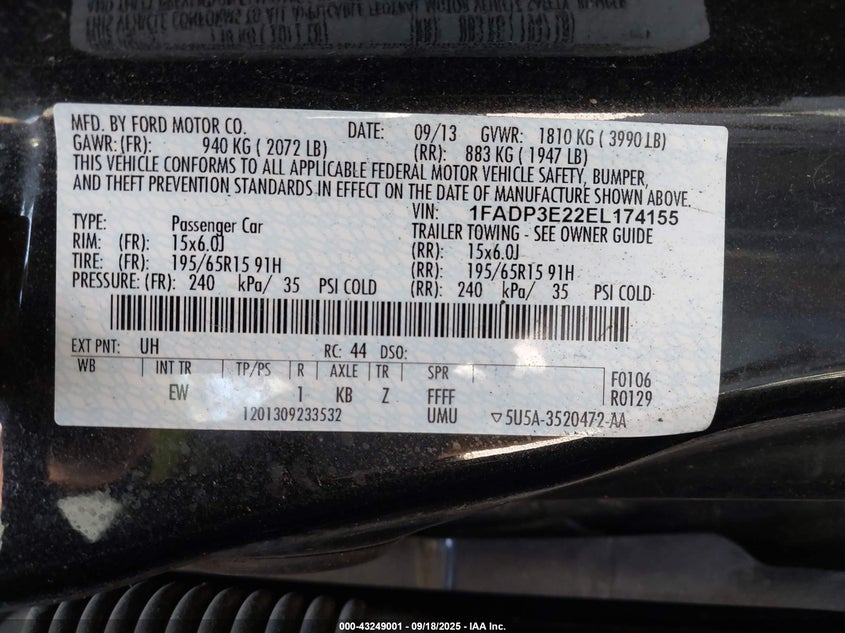 MFD. BY FORD MOTOR CO. DATE: 09/13 GVWR: 1810 KG ( 3990 LB)
GAWR: (FR): 940 KG ( 2072 LB) (RR): 883 KG ( 1947 LB)
THIS VEHICLE CONFORMS TO ALL APPLICABLE FEDERAL MOTOR VEHICLE SAFETY, BUMPER,
AND THEFT PREVENTION STANDARDS IN EFFECT ON THE DATE OF MANUFACTURE SHOWN ABOVE.
VIN: 1FADP3E22EL174155
TYPE: Passenger Car TRAILER TOWING - SEE OWNER GUIDE
RIM: (FR): 15x6.0J (RR): 15x6.0J
TIRE: (FR): 195/65R15 91H (RR): 195/65R15 91H
PRESSURE: (FR): 240 kPa/ 35 PSI COLD (RR): 240 kPa/ 35 PSI COLD
EXT PNT: UH RC: 44 DSO:
WB INT TR TP/PS R AXLE TR SPR F0106
EW 1 KB Z FFFF R0129
1201309233532 UMU ▽5U5A-3520472-AA
000-43249001 - 09/18/2025 - IAA Inc.